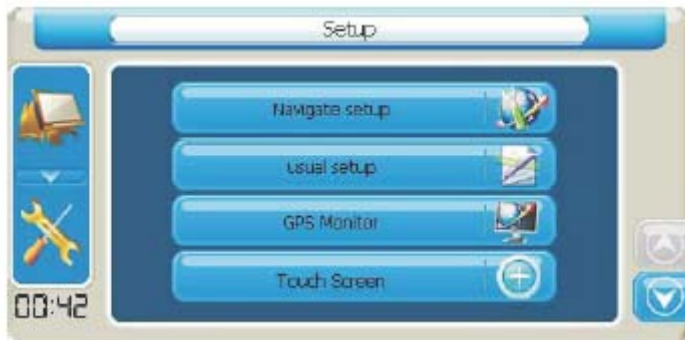 Setup
Navigate setup
usual setup
GPS Monitor
Touch Screen
00:42